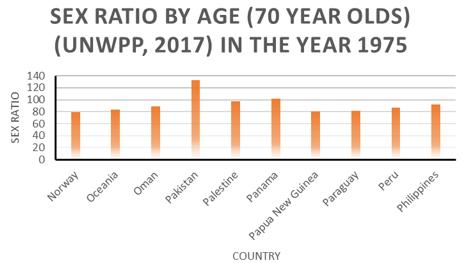 SEX RATIO BY AGE (70 YEAR OLDS)
(UNWPP, 2017) IN THE YEAR 1975
SEX RATIO
140
120
100
80
60
40
20
0
Norway
Oceania
Oman
Pakistan
Palestine
Panama
Papua New Guinea
Paraguay
Peru
Philippines
COUNTRY